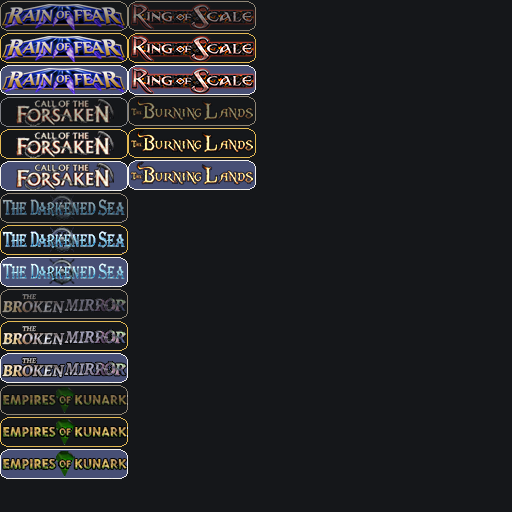 RAIN OF FEAR
RAIN OF FEAR
RAIN OF FEAR
CALL OF THE
FORSAKEN
CALL OF THE
FORSAKEN
CALL OF THE
FORSAKEN
THE DARKENED SEA
THE DARKENED SEA
THE DARKENED SEA
THE
BROKEN MIRROR
THE
BROKEN MIRROR
THE
BROKEN MIRROR
EMPIRES OF KUNARK
EMPIRES OF KUNARK
EMPIRES OF KUNARK
RING OF SCALE
RING OF SCALE
RING OF SCALE
THE BURNING LANDS
THE BURNING LANDS
THE BURNING LANDS